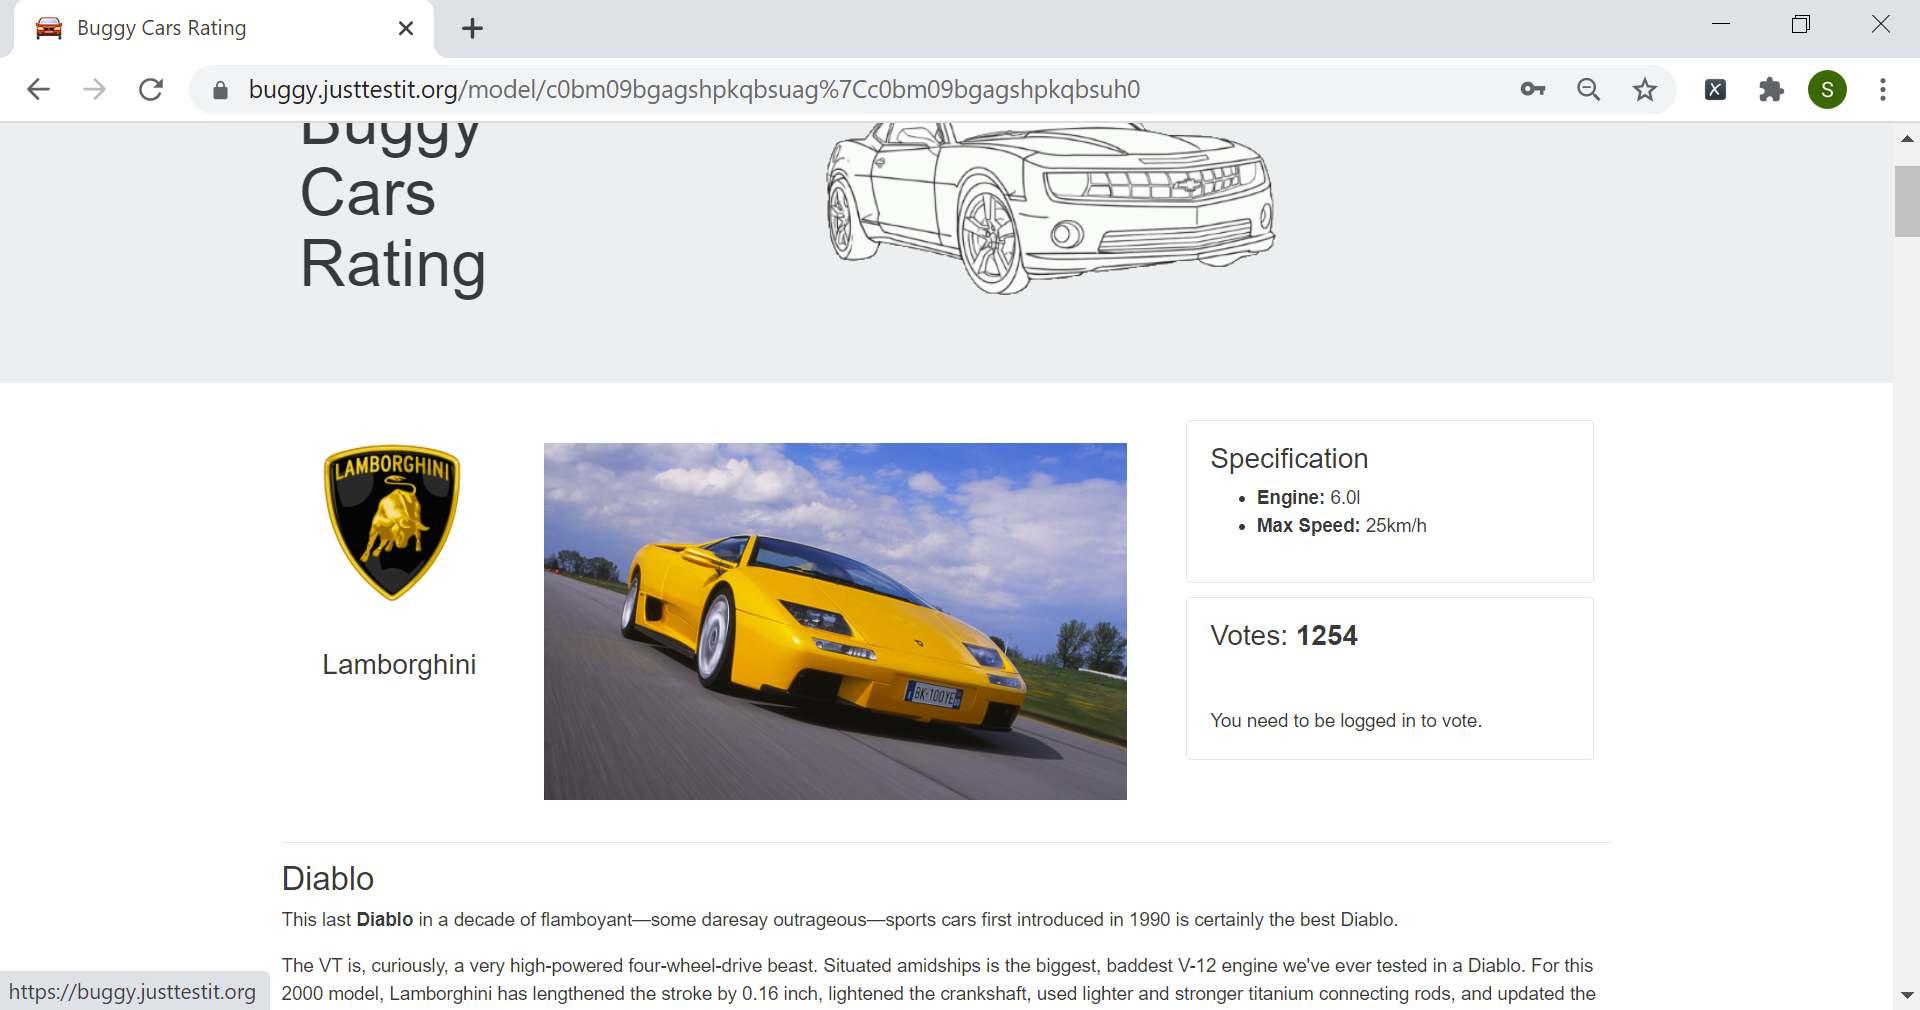 Buggy Cars Rating
buggy.justtestit.org/model/c0bm09bgagshpkqbsuag%7Cc0bm09bgagshpkqbsuh0
S
Buggy
Cars
Rating
LAMBORGHINI
Lamborghini
BK-100YE
Specification
• Engine: 6.0l
• Max Speed: 25km/h
Votes: 1254
You need to be logged in to vote.
Diablo
This last Diablo in a decade of flamboyant—some daresay outrageous—sports cars first introduced in 1990 is certainly the best Diablo.
The VT is, curiously, a very high-powered four-wheel-drive beast. Situated amidships is the biggest, baddest V-12 engine we've ever tested in a Diablo. For this
2000 model, Lamborghini has lengthened the stroke by 0.16 inch, lightened the crankshaft, used lighter and stronger titanium connecting rods, and updated the
https://buggy.justtestit.org